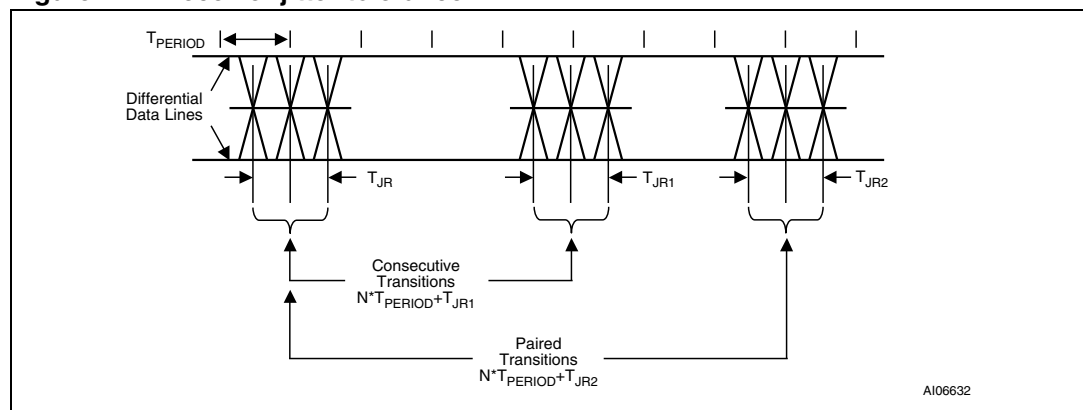 T_PERIOD
Differential
Data Lines
T_JR
T_JR1
T_JR2
Consecutive
Transitions
N*T_PERIOD+T_JR1
Paired
Transitions
N*T_PERIOD+T_JR2
AI06632